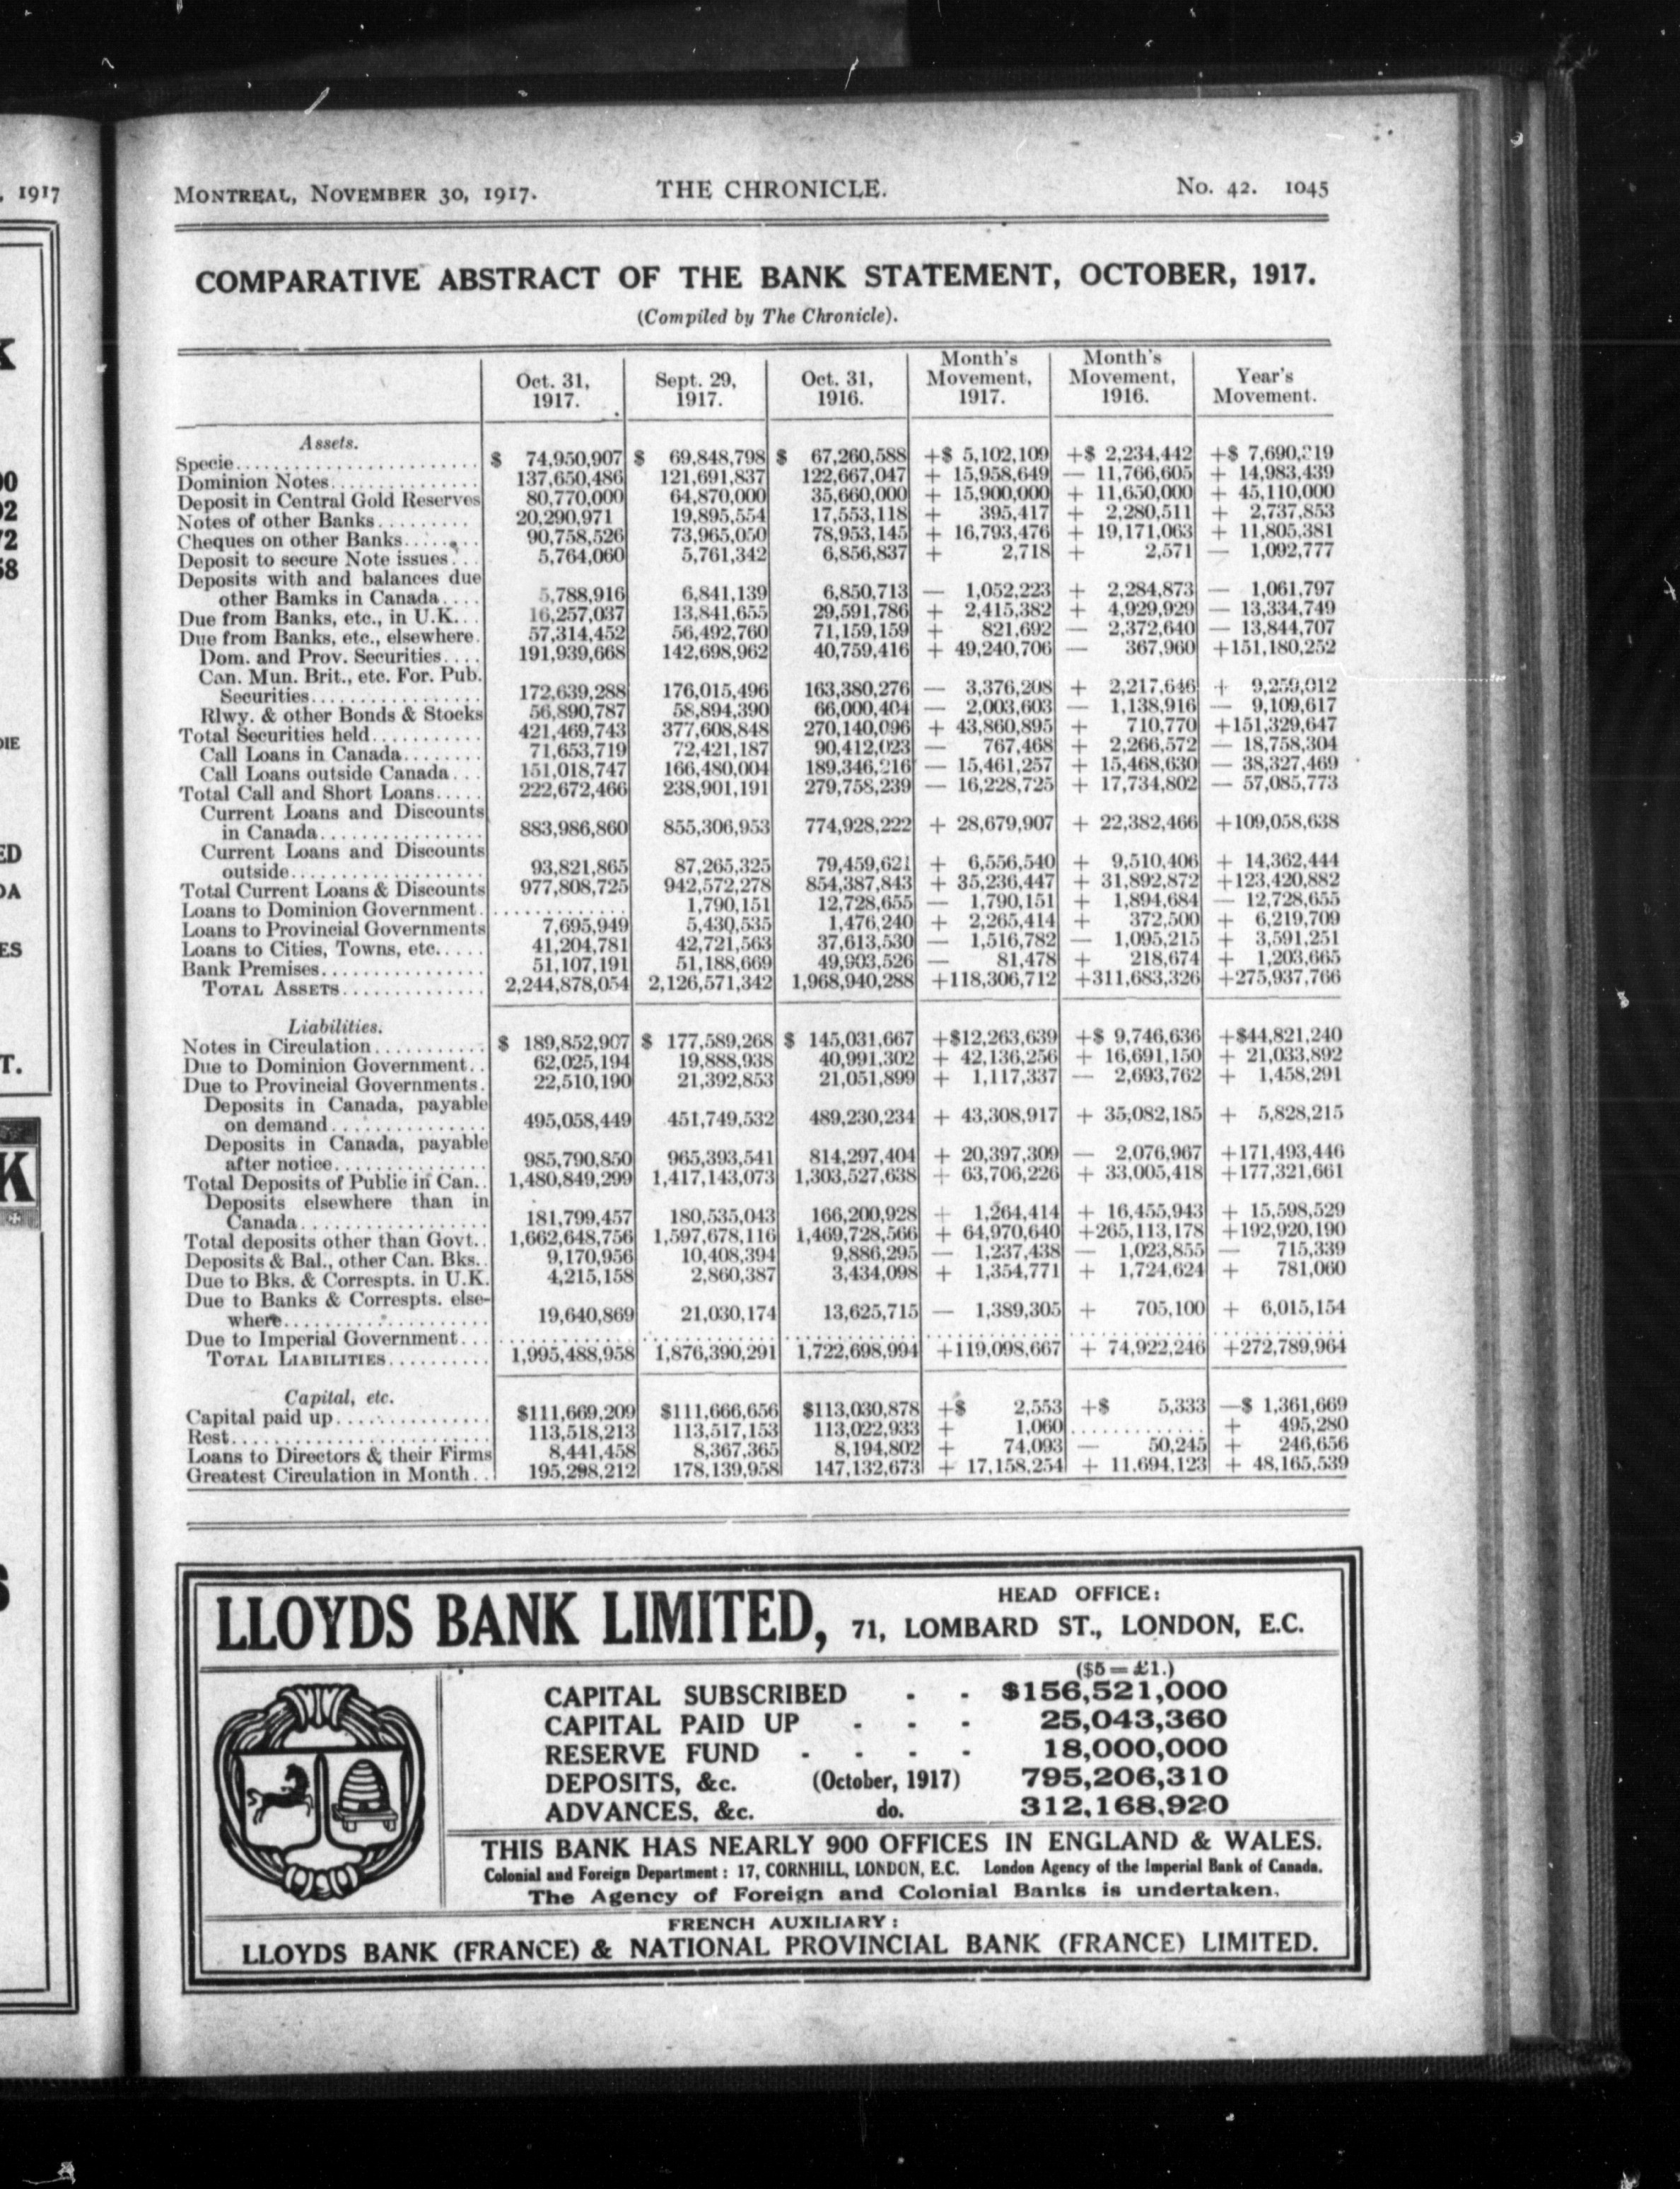 , 1917
MONTREAL, NOVEMBER 30, 1917. THE CHRONICLE. No. 42. 1045
COMPARATIVE ABSTRACT OF THE BANK STATEMENT, OCTOBER, 1917.
(Compiled by The Chronicle).
Oct. 31, 1917. Sept. 29, 1917. Oct. 31, 1916. Month's Movement, 1917. Month's Movement, 1916. Year's Movement.
Assets.
Specie........................ $ 74,950,907 $ 69,848,798 $ 67,260,588 +$ 5,102,109 +$ 2,234,442 +$
Dominion Notes............... 137,650,486 121,691,837 122,667,047 + 15,958,649 — 11,766,605 + 14,983,439
Deposit in Central Gold Reserves 80,770,000 64,870,000 35,660,000 + 15,900,000 + 11,650,000 + 45,110,000
Notes of other Banks......... 20,290,971 19,895,554 17,553,118 + 395,417 + 2,280,511 + 2,737,853
Cheques on other Banks........ 90,758,526 73,965,050 78,953,145 + 16,793,476 + 19,171,063 + 11,805,381
Deposit to secure Note issues... 5,764,060 5,761,342 6,856,837 + 2,718 + 2,571 — 1,092,777
Deposits with and balances due
other Bamks in Canada.... 5,788,916 6,841,139 6,850,713 — 1,052,223 + 2,284,873 — 1,061,797
Due from Banks, etc., in U.K... 16,257,037 13,841,655 29,591,786 + 2,415,382 + 4,929,929 — 13,334,749
Due from Banks, etc., elsewhere. 57,314,452 56,492,760 71,159,159 + 821,692 — 2,372,640 — 13,844,707
Dom. and Prov. Securities.... 191,939,668 142,698,962 40,759,416 + 49,240,706 — 367,960 +151,180,252
Can. Mun. Brit., etc. For. Pub.
Securities................. 172,639,288 176,015,496 163,380,276 — 3,376,208 + 2,217,646 + 9,259,012
Rlwy. & other Bonds & Stocks 56,890,787 58,894,390 66,000,404 — 2,003,603 — 1,138,916 — 9,109,617
Total Securities held........... 421,469,743 377,608,848 270,140,096 + 43,860,895 + 710,770 +151,329,647
Call Loans in Canada........ 71,653,719 72,421,187 90,412,023 — 767,468 + 2,266,572 — 18,758,304
Call Loans outside Canada... 151,018,747 166,480,004 189,346,216 — 15,461,257 + 15,468,630 — 38,327,469
Total Call and Short Loans..... 222,672,466 238,901,191 279,758,239 — 16,228,725 + 17,734,802 — 57,085,773
Current Loans and Discounts
in Canada................ 883,986,860 855,306,953 774,928,222 + 28,679,907 + 22,382,466 +109,058,638
Current Loans and Discounts
outside................... 93,821,865 87,265,325 79,459,621 + 6,556,540 + 9,510,406 + 14,362,444
Total Current Loans & Discounts 977,808,725 942,572,278 854,387,843 + 35,236,447 + 31,892,872 +123,420,882
Loans to Dominion Government. ............. 1,790,151 12,728,655 — 1,790,151 + 1,894,684 — 12,728,655
Loans to Provincial Governments 7,695,949 5,430,535 1,476,240 + 2,265,414 + 372,500 + 6,219,709
Loans to Cities, Towns, etc..... 41,204,781 42,721,563 37,613,530 — 1,516,782 — 1,095,215 + 3,591,251
Bank Premises................ 51,107,191 51,188,669 49,903,526 — 81,478 + 218,674 + 1,203,665
TOTAL ASSETS.............. 2,244,878,054 2,126,571,342 1,968,940,288 +118,306,712 +311,683,326 +275,937,766
Liabilities.
Notes in Circulation........... $ 189,852,907 $ 177,589,268 $ 145,031,667 +$12,263,639 +$ 9,746,636 +$44,821,240
Due to Dominion Government.. 62,025,194 19,888,938 40,991,302 + 42,136,256 + 16,691,150 + 21,033,892
Due to Provincial Governments. 22,510,190 21,392,853 21,051,899 + 1,117,337 — 2,693,762 + 1,458,291
Deposits in Canada, payable
on demand............... 495,058,449 451,749,532 489,230,234 + 43,308,917 + 35,082,185 + 5,828,215
Deposits in Canada, payable
after notice............... 985,790,850 965,393,541 814,297,404 + 20,397,309 — 2,076,967 +171,493,446
Total Deposits of Public in Can.. 1,480,849,299 1,417,143,073 1,303,527,638 + 63,706,226 + 33,005,418 +177,321,661
Deposits elsewhere than in
Canada.................. 181,799,457 180,535,043 166,200,928 + 1,264,414 + 16,455,943 + 15,598,529
Total deposits other than Govt.. 1,662,648,756 1,597,678,116 1,469,728,566 + 64,970,640 +265,113,178 +192,920,190
Deposits & Bal., other Can. Bks.. 9,170,956 10,408,394 9,886,295 — 1,237,438 — 1,023,855 — 715,339
Due to Bks. & Correspts. in U.K. 4,215,158 2,860,387 3,434,098 + 1,354,771 + 1,724,624 + 781,060
Due to Banks & Correspts. else-
where..................... 19,640,869 21,030,174 13,625,715 — 1,389,305 + 705,100 + 6,015,154
Due to Imperial Government... ............. ............. ............. ............. ............. .............
TOTAL LIABILITIES.......... 1,995,488,958 1,876,390,291 1,722,698,994 +119,098,667 + 74,922,246 +272,789,964
Capital, etc.
Capital paid up................ $111,669,209 $111,666,656 $113,030,878 +$ 2,553 +$ 5,333 —$ 1,361,669
Rest.......................... 113,518,213 113,517,153 113,022,933 + 1,060 ............. + 495,280
Loans to Directors & their Firms 8,441,458 8,367,365 8,194,802 + 74,093 — 50,245 + 246,656
Greatest Circulation in Month... 195,298,212 178,139,958 147,132,673 + 17,158,254 + 11,694,123 + 48,165,539
LLOYDS BANK LIMITED,
HEAD OFFICE:
71, LOMBARD ST., LONDON, E.C.
($5 = £1.)
CAPITAL SUBSCRIBED - - $156,521,000
CAPITAL PAID UP - - - 25,043,360
RESERVE FUND - - - - 18,000,000
DEPOSITS, &c. (October, 1917) 795,206,310
ADVANCES, &c. do. 312,168,920
THIS BANK HAS NEARLY 900 OFFICES IN ENGLAND & WALES.
Colonial and Foreign Department: 17, CORNHILL, LONDON, E.C. London Agency of the Imperial Bank of Canada.
The Agency of Foreign and Colonial Banks is undertaken.
FRENCH AUXILIARY:
LLOYDS BANK (FRANCE) & NATIONAL PROVINCIAL BANK (FRANCE) LIMITED.